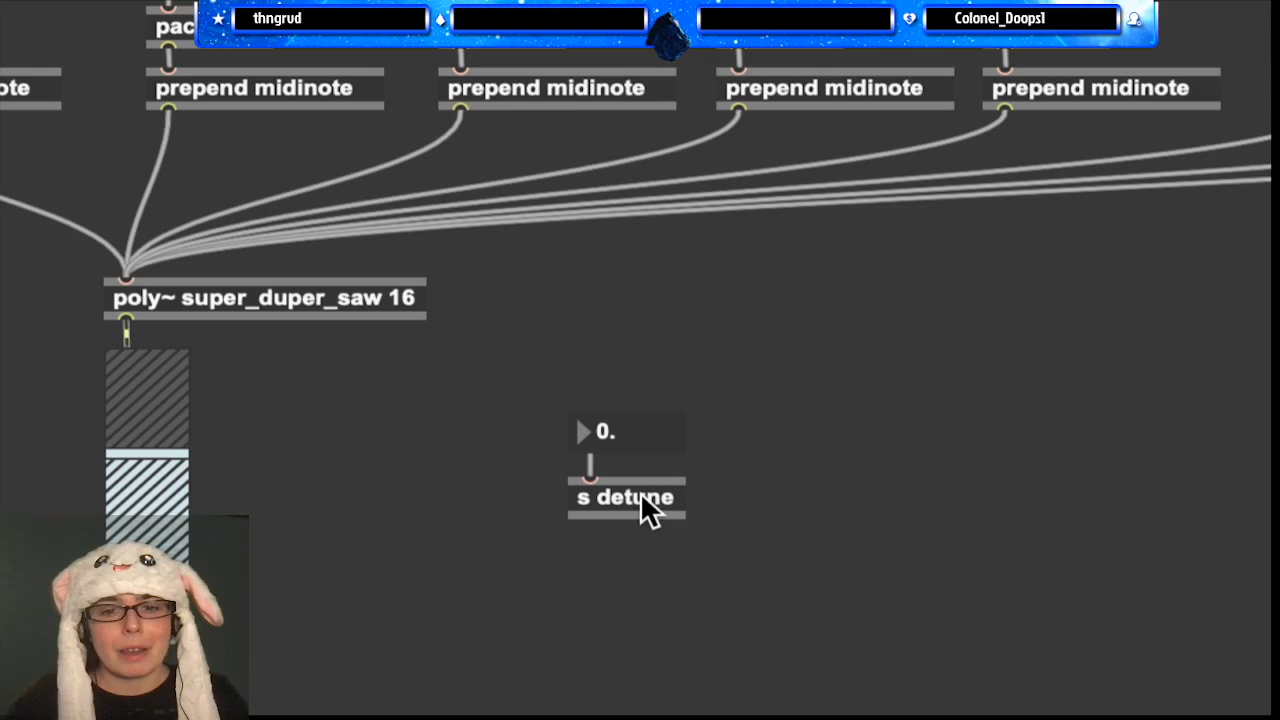 thngrud
Colonel_Doops1
pac
ote
prepend midinote
prepend midinote
prepend midinote
prepend midinote
poly~ super_duper_saw 16
0.
s detune